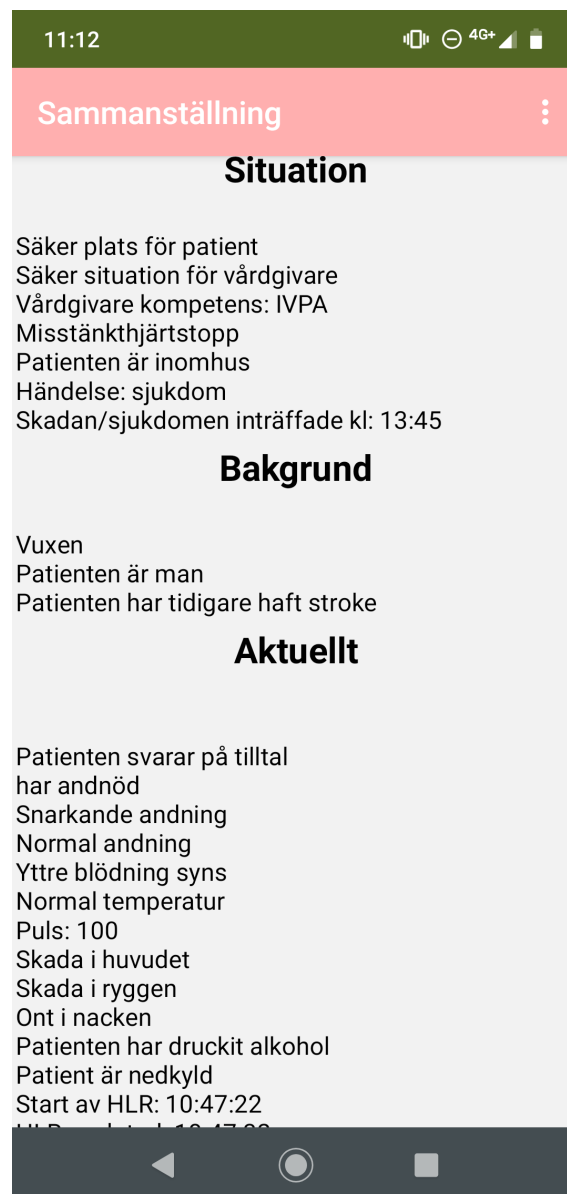 11:12
4G+
Sammanställning
Situation
Säker plats för patient
Säker situation för vårdgivare
Vårdgivare kompetens: IVPA
Misstänkthjärtstopp
Patienten är inomhus
Händelse: sjukdom
Skadan/sjukdomen inträffade kl: 13:45
Bakgrund
Vuxen
Patienten är man
Patienten har tidigare haft stroke
Aktuellt
Patienten svarar på tilltal
har andnöd
Snarkande andning
Normal andning
Yttre blödning syns
Normal temperatur
Puls: 100
Skada i huvudet
Skada i ryggen
Ont i nacken
Patienten har druckit alkohol
Patient är nedkyld
Start av HLR: 10:47:22